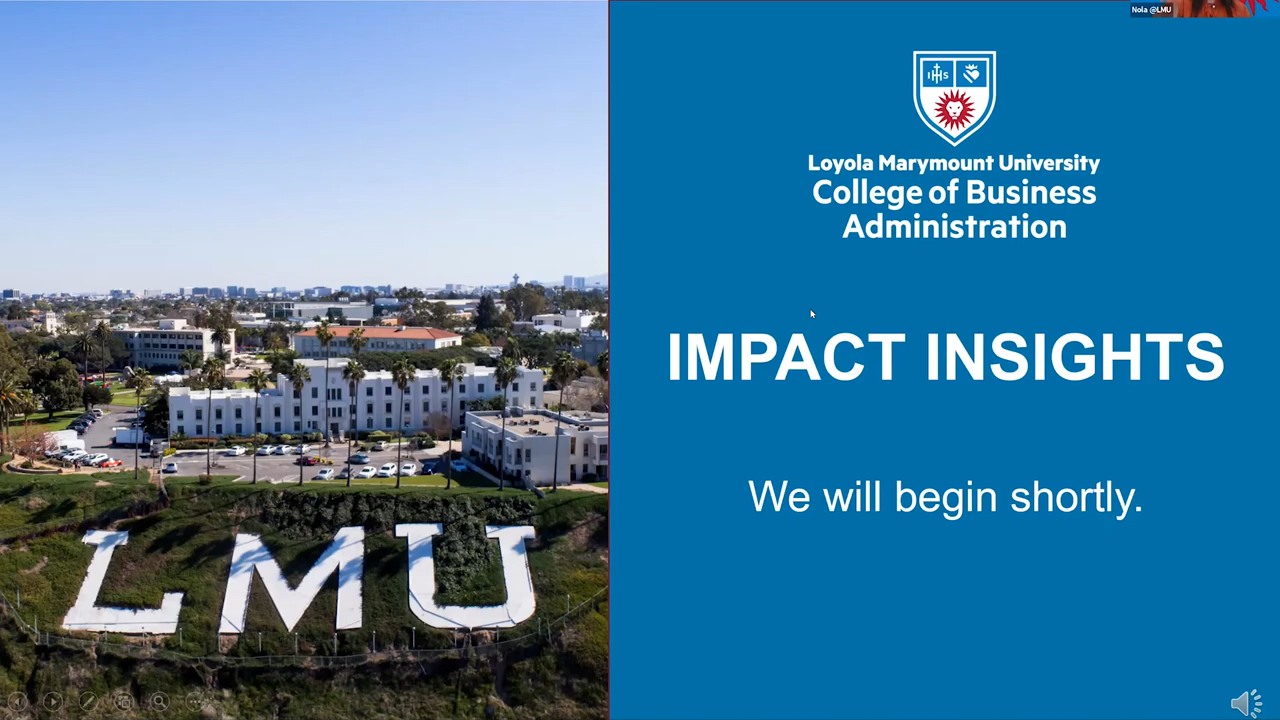 Nola @LMU
IHS
Loyola Marymount University
College of Business
Administration
IMPACT INSIGHTS
We will begin shortly.
LMU